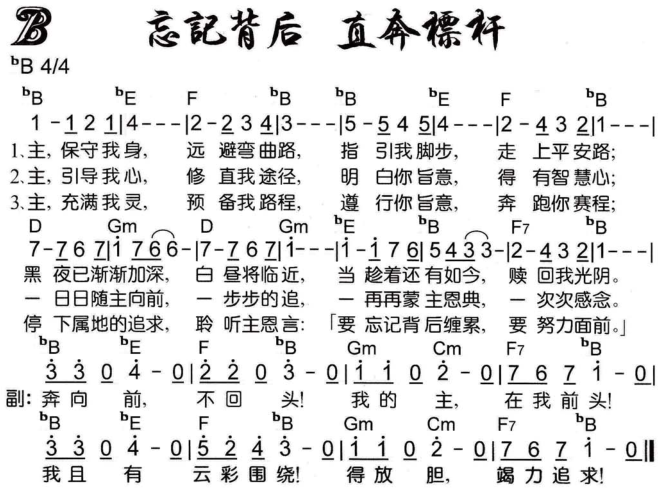 B 忘記背后 直奔標杆
bB 4/4
bB bE F bB bB bE F bB
1 - 1 2 1|4 - - -|2 - 2 3 4|3 - - -|5 - 5 4 5|4 - - -|2 - 4 3 2|1 - - -|
1.主, 保守我身, 远 避弯曲路, 指 引我脚步, 走 上平安路;
2.主, 引导我心, 修 直我途径, 明 白你旨意, 得 有智慧心;
3.主, 充满我灵, 预 备我路程, 遵 行你旨意, 奔 跑你赛程;
D Gm D Gm bE bB F7 bB
7 - 7 6 7|i 7 6 6 -|7 - 7 6 7|i - - -|i - i 7 6|5 4 3 3 -|2 - 4 3 2|1 - - -|
黑 夜已渐渐加深, 白 昼将临近, 当 趁着还有如今, 赎 回我光阴。
一 日日随主向前, 一 步步的追, 一 再再蒙主恩典, 一 次次感念。
停 下属地的追求, 聆 听主恩言:「要 忘记背后缠累, 要 努力面前。」
bB bE F bB Gm Cm F7 bB
3 3 0 4 - 0|2 2 0 3 - 0|i i 0 2 - 0|7 6 7 i - 0|
副: 奔向 前, 不回 头! 我的 主, 在我前头!
bB bE F bB Gm Cm F7 bB
3 3 0 4 - 0|5 2 4 3 - 0|i i 0 2 - 0|7 6 7 i - 0‖
我且 有 云彩围绕! 得放 胆, 竭力追求!